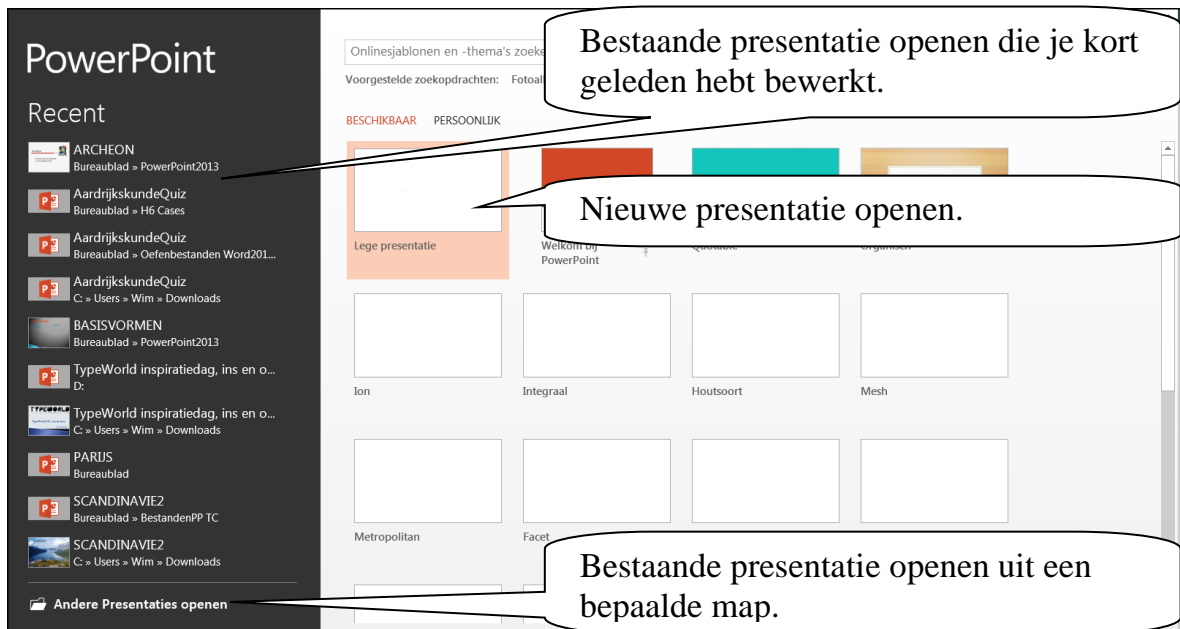 PowerPoint
Recent
ARCHEON
Bureaublad » PowerPoint2013
AardrijkskundeQuiz
Bureaublad » H6 Cases
AardrijkskundeQuiz
Bureaublad » Oefenbestanden Word201...
AardrijkskundeQuiz
C: » Users » Wim » Downloads
BASISVORMEN
Bureaublad » PowerPoint2013
TypeWorld inspiratiedag, ins en o...
D:
TypeWorld inspiratiedag, ins en o...
C: » Users » Wim » Downloads
PARIJS
Bureaublad
SCANDINAVIE2
Bureaublad » BestandenPP TC
SCANDINAVIE2
C: » Users » Wim » Downloads
Andere Presentaties openen
Onlinesjablonen en -thema's
Voorgestelde zoekopdrachten:
BESCHIKBAAR PERSOONLIJK
Bestaande presentatie openen die je kort
geleden hebt bewerkt.
Nieuwe presentatie openen.
Lege presentatie
Welkom bij
PowerPoint
Quotable
Organisch
Ion
Integraal
Houtsoort
Mesh
Metropolitan
Facet
Bestaande presentatie openen uit een
bepaalde map.